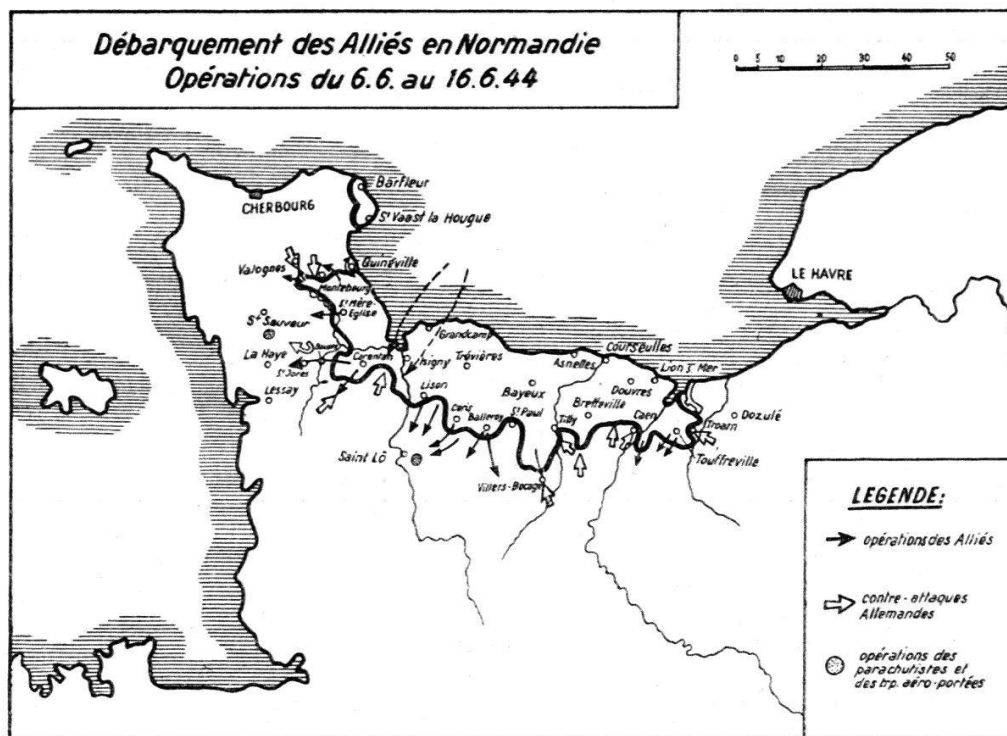 Débarquement des Alliés en Normandie
Opérations du 6.6. au 16.6.44
0 5 10 20 30 40 50
Barfleur
CHERBOURG
St Vaast la Hougue
Quinéville
Valognes
Montebourg
LE HAVRE
St Mère-
Eglise
St Sauveur
Grandcamp
La Haye
St Jores
Carentan
Isigny
Trévières
Asnelles
Courseulles
Lion s. Mer
Lessay
Lison
Bayeux
Douvres
Bretteville
Dozulé
Ceris
Balleroy
St Paul
Tilly
Caen
Troarn
Saint Lô
Touffreville
Villers-Bocage
LEGENDE:
opérations des Alliés
contre-attaques
Allemandes
opérations des
parachutistes et
des trp. aéro-portées